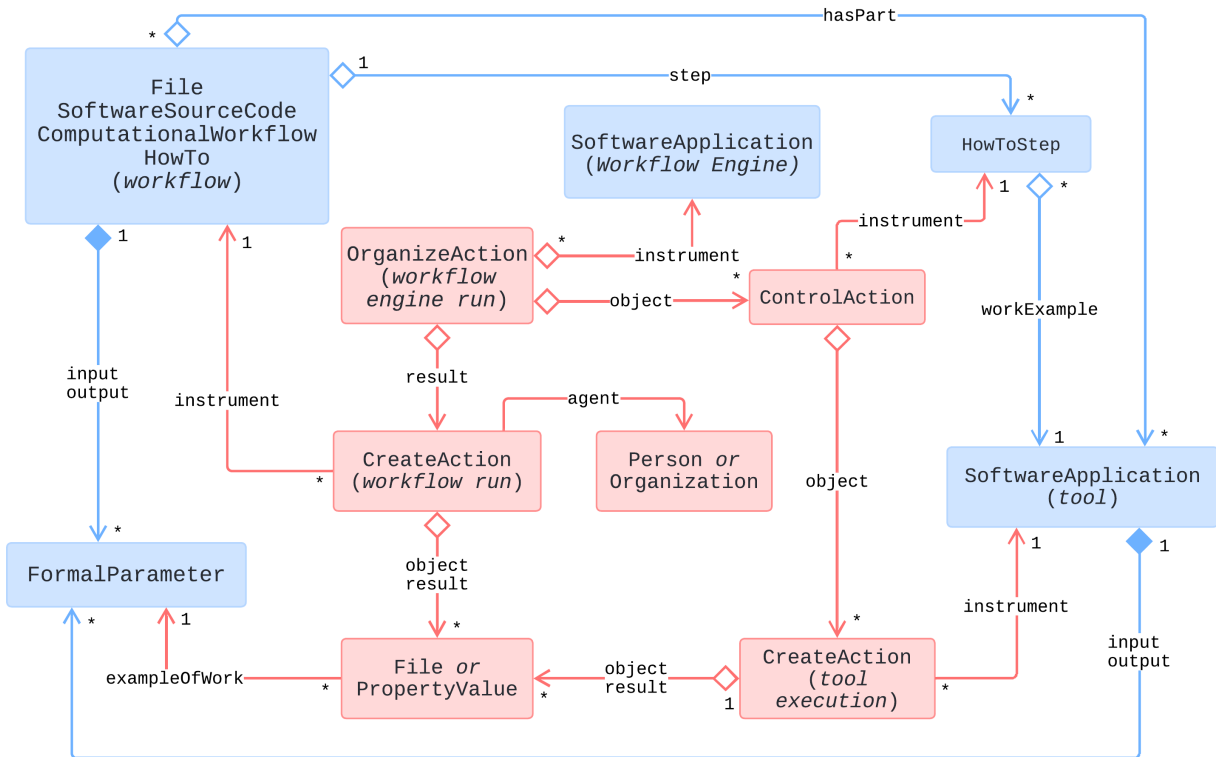 hasPart
*
1
step
File
SoftwareSourceCode
ComputationalWorkflow
HowTo
(workflow)
*
SoftwareApplication
(Workflow Engine)
HowToStep
1
*
1
1
instrument
*
OrganizeAction
(workflow
engine run)
*
instrument
*
object
ControlAction
workExample
input
output
result
instrument
agent
1
*
CreateAction
(workflow run)
*
Person or
Organization
object
SoftwareApplication
(tool)
*
1
1
FormalParameter
object
result
instrument
*
1
*
*
input
output
exampleOfWork
*
File or
PropertyValue
*
object
result
1
CreateAction
(tool
execution)
*